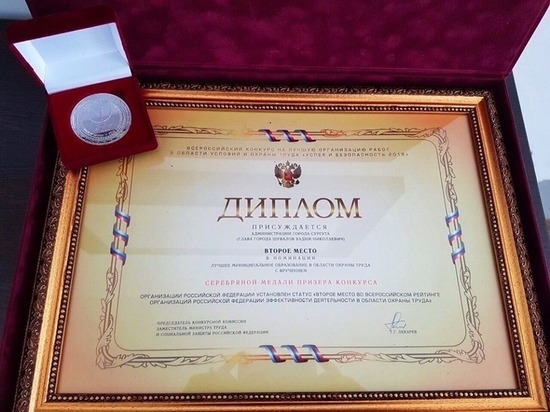 ВСЕРОССИЙСКИЙ КОНКУРС НА ЛУЧШУЮ ОРГАНИЗАЦИЮ РАБОТ
В ОБЛАСТИ УСЛОВИЙ И ОХРАНЫ ТРУДА «УСПЕХ И БЕЗОПАСНОСТЬ 2018»
ДИПЛОМ
ПРИСУЖДАЕТСЯ
АДМИНИСТРАЦИИ ГОРОДА СУРГУТА
(ГЛАВА ГОРОДА ШУВАЛОВ ВАДИМ НИКОЛАЕВИЧ)
ВТОРОЕ МЕСТО
В НОМИНАЦИИ
ЛУЧШЕЕ МУНИЦИПАЛЬНОЕ ОБРАЗОВАНИЕ В ОБЛАСТИ ОХРАНЫ ТРУДА
С ВРУЧЕНИЕМ
СЕРЕБРЯНОЙ МЕДАЛИ ПРИЗЕРА КОНКУРСА
ОРГАНИЗАЦИИ РОССИЙСКОЙ ФЕДЕРАЦИИ УСТАНОВЛЕН СТАТУС «ВТОРОЕ МЕСТО ВО ВСЕРОССИЙСКОМ РЕЙТИНГЕ
ОРГАНИЗАЦИЙ РОССИЙСКОЙ ФЕДЕРАЦИИ ЭФФЕКТИВНОСТИ ДЕЯТЕЛЬНОСТИ В ОБЛАСТИ ОХРАНЫ ТРУДА»
ПРЕДСЕДАТЕЛЬ КОНКУРСНОЙ КОМИССИИ
ЗАМЕСТИТЕЛЬ МИНИСТРА ТРУДА
И СОЦИАЛЬНОЙ ЗАЩИТЫ РОССИЙСКОЙ ФЕДЕРАЦИИ
Г.Г. ЛЕКАРЕВ